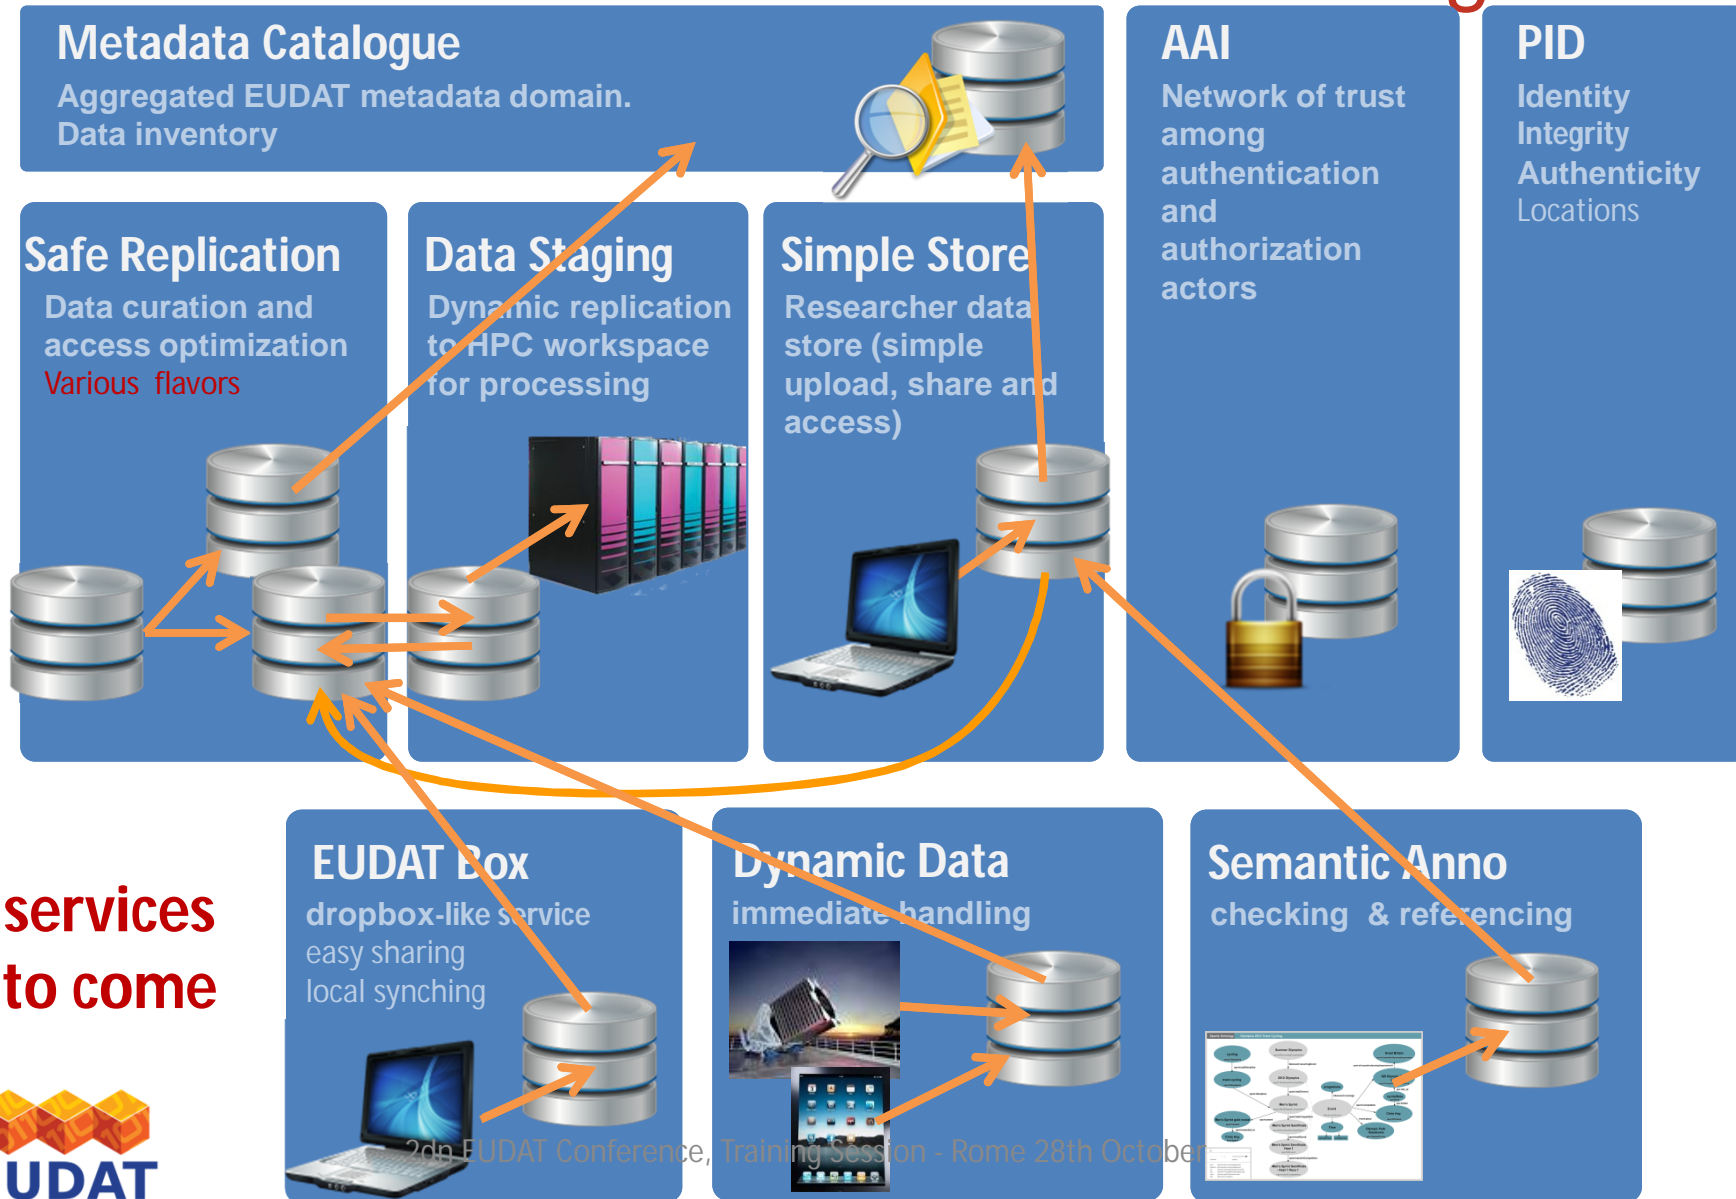 Metadata Catalogue
Aggregated EUDAT metadata domain.
Data inventory
AAI
Network of trust
among
authentication
and
authorization
actors
PID
Identity
Integrity
Authenticity
Locations
Safe Replication
Data curation and
access optimization
Various flavors
Data Staging
Dynamic replication
to HPC workspace
for processing
Simple Store
Researcher data
store (simple
upload, share and
access)
services
to come
EUDAT Box
dropbox-like service
easy sharing
local synching
Dynamic Data
immediate handling
Semantic Anno
checking & referencing
UDAT
2dn EUDAT Conference, Training Session - Rome 28th October